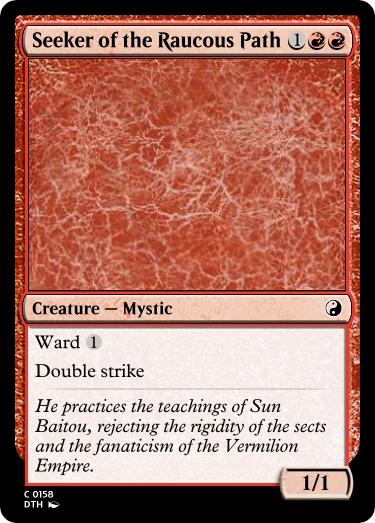 Seeker of the Raucous Path 1
Creature — Mystic
Ward 1
Double strike
He practices the teachings of Sun
Baitou, rejecting the rigidity of the sects
and the fanaticism of the Vermilion
Empire.
1/1
C 0158
DTH